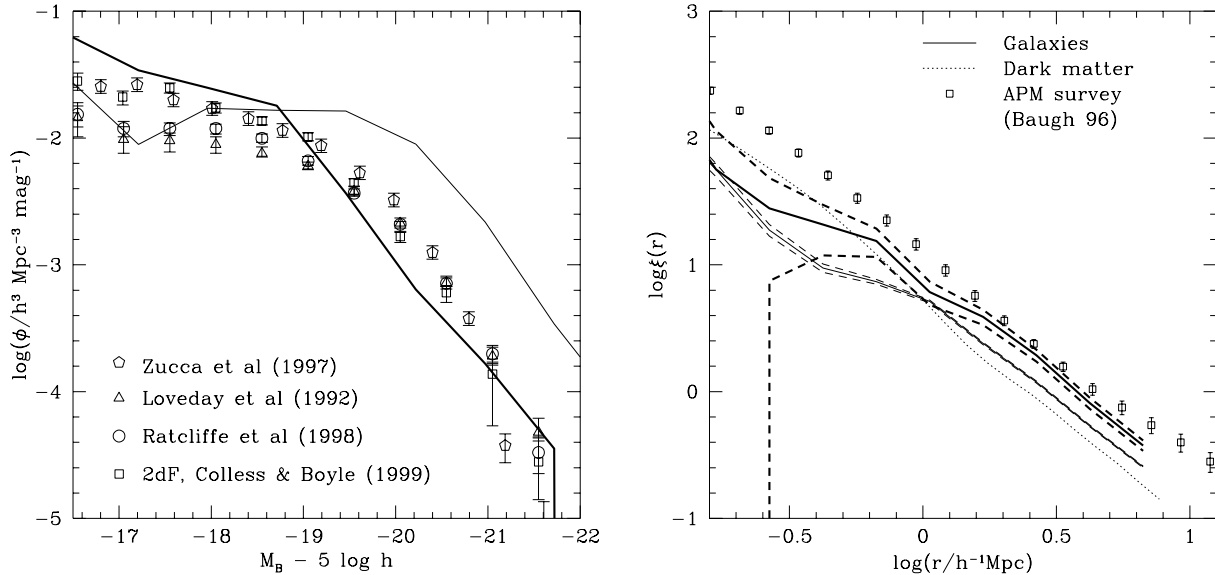 -1
-2
-3
-4
-5
log(ϕ/h³ Mpc⁻³ mag⁻¹)
Zucca et al (1997)
Loveday et al (1992)
Ratcliffe et al (1998)
2dF, Colless & Boyle (1999)
-17 -18 -19 -20 -21 -22
M_B - 5 log h
3
2
1
0
-1
logξ(r)
Galaxies
Dark matter
APM survey
(Baugh 96)
-0.5 0 0.5 1
log(r/h⁻¹Mpc)